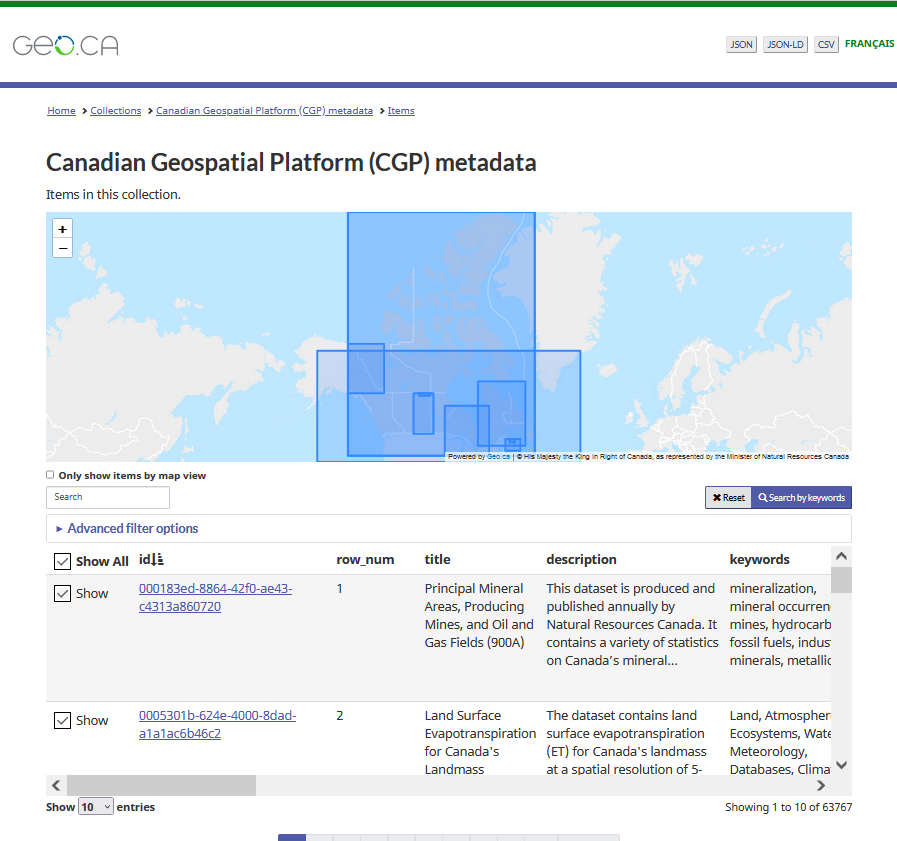 GEO.CA
JSON JSON-LD CSV FRANÇAIS
Home Collections Canadian Geospatial Platform (CGP) metadata Items
Canadian Geospatial Platform (CGP) metadata
Items in this collection.
+
−
Powered by Geo.ca | © His Majesty the King in Right of Canada, as represented by the Minister of Natural Resources Canada
Only show items by map view
Search
Reset Search by keywords
Advanced filter options
Show All id row_num title description keywords
Show 000183ed-8864-42f0-ae43- 1 Principal Mineral This dataset is produced and mineralization,
c4313a860720 Areas, Producing published annually by mineral occurren
Mines, and Oil and Natural Resources Canada. It mines, hydrocarb
Gas Fields (900A) contains a variety of statistics fossil fuels, indus
on Canada's mineral... minerals, metallic
Show 0005301b-624e-4000-8dad- 2 Land Surface The dataset contains land Land, Atmospher
a1a1ac6b46c2 Evapotranspiration surface evapotranspiration Ecosystems, Wate
for Canada's (ET) for Canada's landmass Meteorology,
Landmass at a spatial resolution of 5- Databases, Clima
Show 10 entries Showing 1 to 10 of 63767